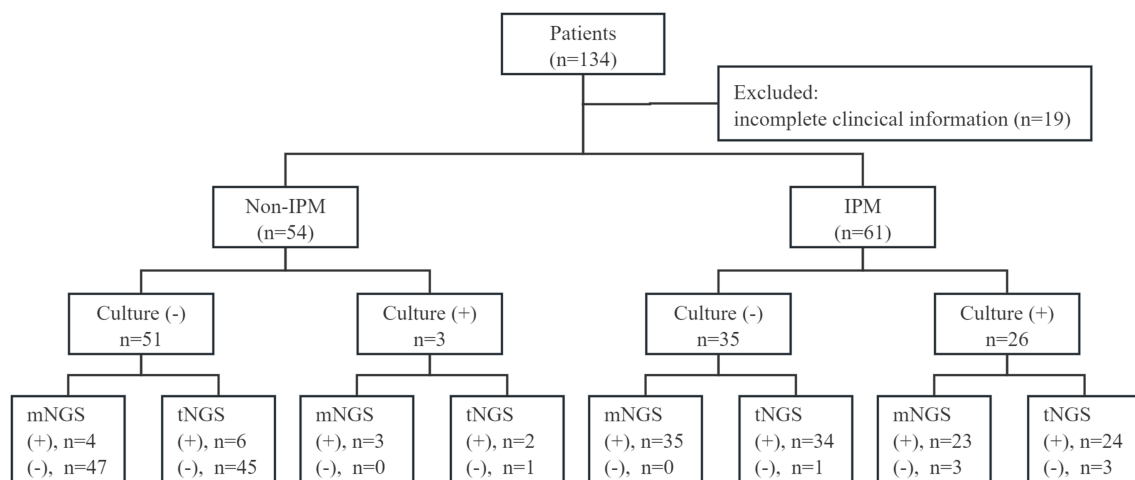 Patients
(n=134)
Excluded:
incomplete clincical information (n=19)
Non-IPM
(n=54)
IPM
(n=61)
Culture (-)
n=51
Culture (+)
n=3
Culture (-)
n=35
Culture (+)
n=26
mNGS
(+), n=4
(-), n=47
tNGS
(+), n=6
(-), n=45
mNGS
(+), n=3
(-), n=0
tNGS
(+), n=2
(-), n=1
mNGS
(+), n=35
(-), n=0
tNGS
(+), n=34
(-), n=1
mNGS
(+), n=23
(-), n=3
tNGS
(+), n=24
(-), n=3